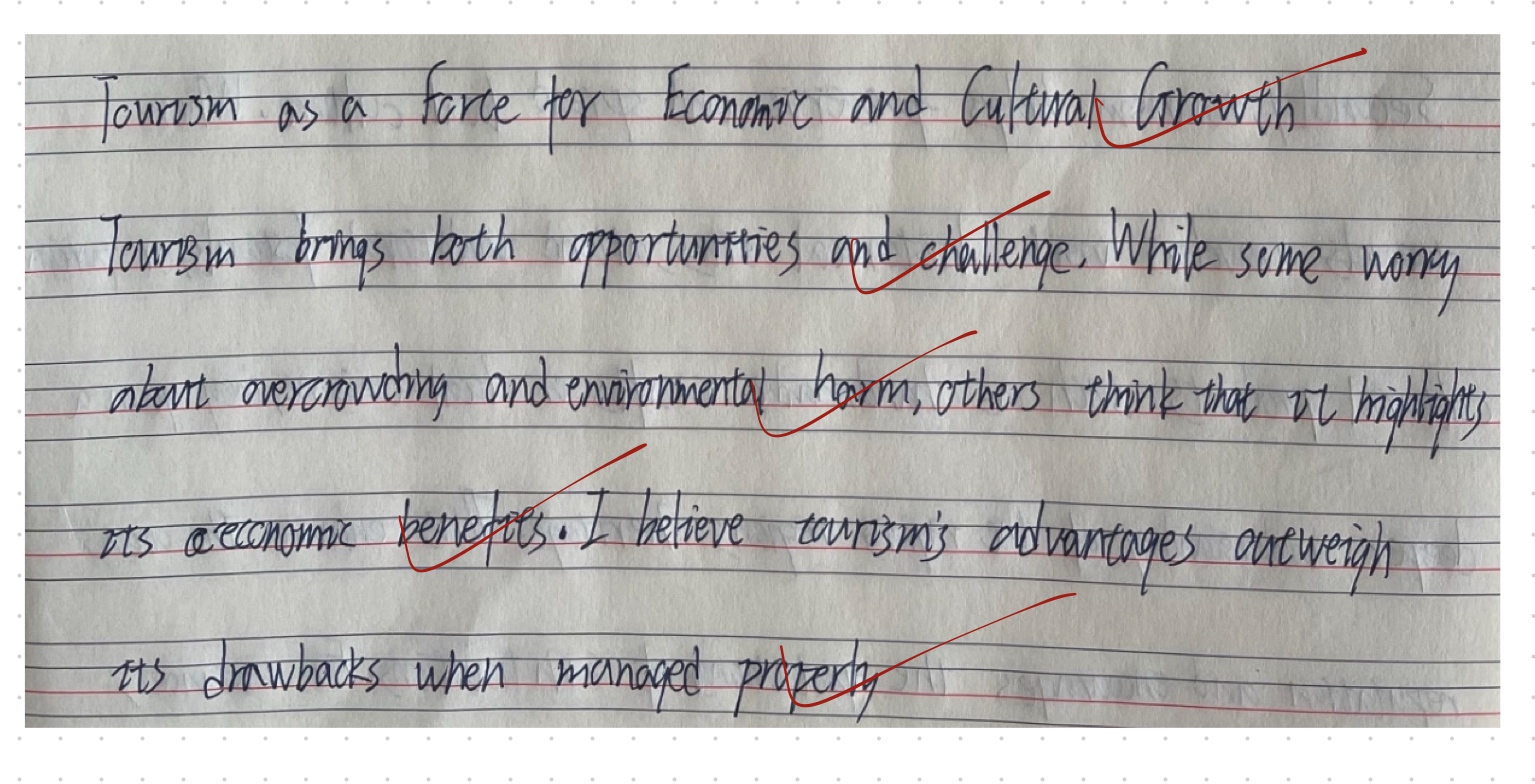 Tourism as a force for Economic and Cultural Growth
Tourism brings both opportunities and challenge. While some worry
about overcrowding and environmental harm, others think that it highlights
its economic benefits. I believe tourism's advantages outweigh
its drawbacks when managed properly